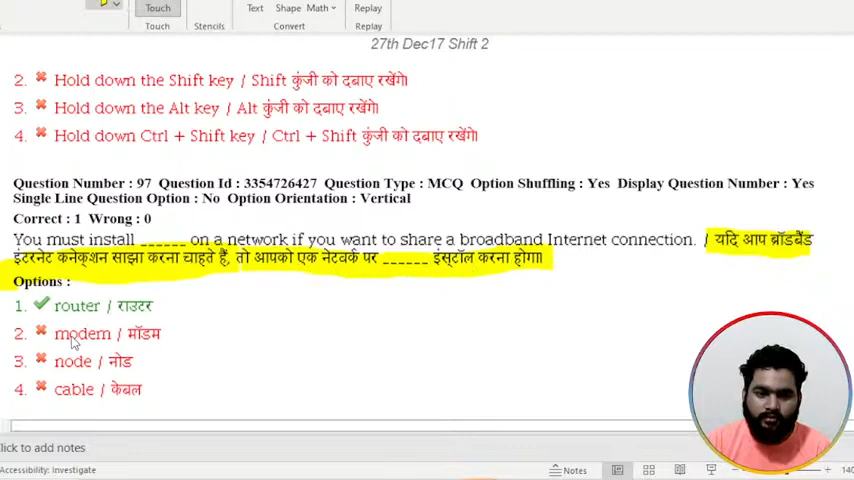 Touch
Text Shape Math
Replay
Touch
Stencils
Convert
Replay
27th Dec17 Shift 2
2. Hold down the Shift key / Shift कुंजी को दबाए रखेंगे।
3. Hold down the Alt key / Alt कुंजी को दबाए रखेंगे।
4. Hold down Ctrl + Shift key / Ctrl + Shift कुंजी को दबाए रखेंगे।
Question Number : 97 Question Id : 3354726427 Question Type : MCQ Option Shuffling : Yes Display Question Number : Yes
Single Line Question Option : No Option Orientation : Vertical
Correct : 1 Wrong : 0
You must install ______ on a network if you want to share a broadband Internet connection. / यदि आप ब्रॉडबैंड
इंटरनेट कनेक्शन साझा करना चाहते हैं, तो आपको एक नेटवर्क पर ______ इंस्टॉल करना होगा।
Options :
1. router / राउटर
2. modem / मॉडम
3. node / नोड
4. cable / केबल
lick to add notes
Accessibility: Investigate
Notes
140